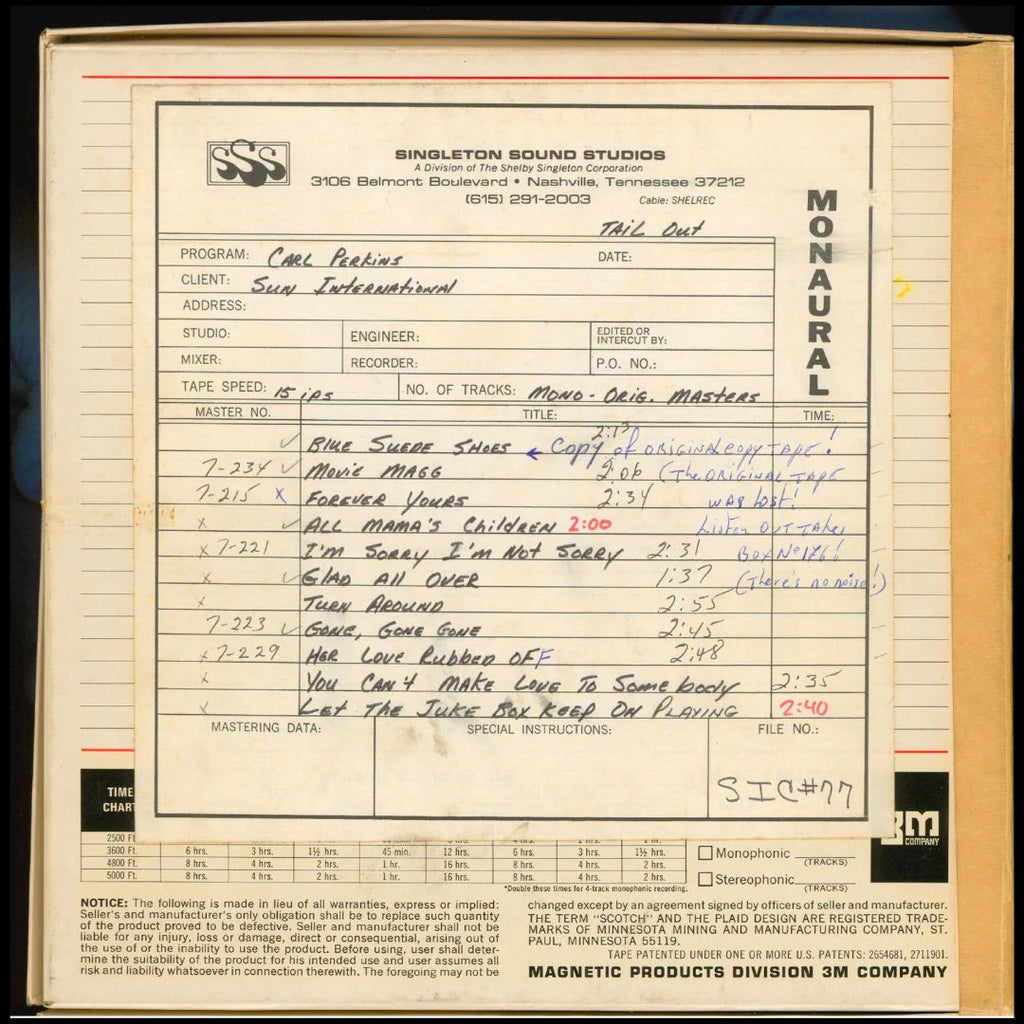 SSS
SINGLETON SOUND STUDIOS
A Division of The Shelby Singleton Corporation
3106 Belmont Boulevard • Nashville, Tennessee 37212
(615) 291-2003 Cable: SHELREC
MONAURAL
TAIL OUT
PROGRAM: CARL PERKINS DATE:
CLIENT: SUN INTERNATIONAL
ADDRESS:
STUDIO: ENGINEER: EDITED OR INTERCUT BY:
MIXER: RECORDER: P.O. NO.:
TAPE SPEED: 15 ips NO. OF TRACKS: MONO - ORIG. MASTERS
MASTER NO. TITLE: TIME:
✓ BLUE SUEDE SHOES 2:13 ← Copy of ORIGINAL copy TAPE!
7-234 ✓ MOVIE MAGG 2:06 (The ORIGINAL TAPE
7-215 X FOREVER YOURS 2:34 WAS LOST!
x ✓ ALL MAMA'S CHILDREN 2:00 Listen OUT Takes
x 7-221 I'M SORRY I'M NOT SORRY 2:31 Box No 176!
x ✓ GLAD ALL OVER 1:37 (There's no noise!)
x TURN AROUND 2:55
7-223 ✓ GONE, GONE GONE 2:45
x 7-229 HER LOVE RUBBED OFF 2:48
x YOU CAN'T MAKE LOVE TO SOMEBODY 2:35
x LET THE JUKE BOX KEEP ON PLAYING 2:40
MASTERING DATA: SPECIAL INSTRUCTIONS: FILE NO.:
SIC#77
TIME
CHART
3M
COMPANY
2500 Ft.
3600 Ft. 6 hrs. 3 hrs. 1½ hrs. 45 min. 12 hrs. 6 hrs. 3 hrs. 1½ hrs.
4800 Ft. 8 hrs. 4 hrs. 2 hrs. 1 hr. 16 hrs. 8 hrs. 4 hrs. 2 hrs.
5000 Ft. 8 hrs. 4 hrs. 2 hrs. 1 hr. 16 hrs. 8 hrs. 4 hrs. 2 hrs.
*Double these times for 4-track monophonic recording.
Monophonic (TRACKS)
Stereophonic (TRACKS)
NOTICE: The following is made in lieu of all warranties, express or implied:
Seller's and manufacturer's only obligation shall be to replace such quantity
of the product proved to be defective. Seller and manufacturer shall not be
liable for any injury, loss or damage, direct or consequential, arising out of
the use of or the inability to use the product. Before using, user shall deter-
mine the suitability of the product for his intended use and user assumes all
risk and liability whatsoever in connection therewith. The foregoing may not be
changed except by an agreement signed by officers of seller and manufacturer.
THE TERM "SCOTCH" AND THE PLAID DESIGN ARE REGISTERED TRADE-
MARKS OF MINNESOTA MINING AND MANUFACTURING COMPANY, ST.
PAUL, MINNESOTA 55119.
TAPE PATENTED UNDER ONE OR MORE U.S. PATENTS: 2654681, 2711901.
MAGNETIC PRODUCTS DIVISION 3M COMPANY